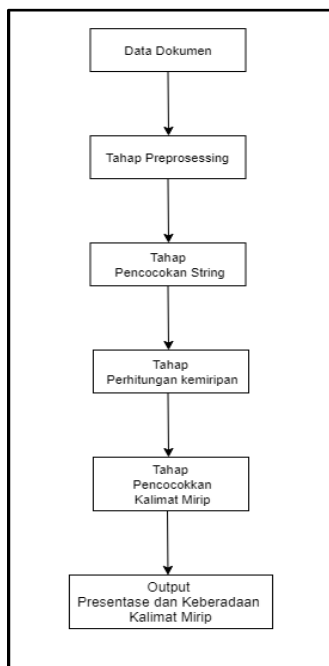 Data Dokumen
Tahap Preprosessing
Tahap
Pencocokan String
Tahap
Perhitungan kemiripan
Tahap
Pencocokkan
Kalimat Mirip
Output
Presentase dan Keberadaan
Kalimat Mirip